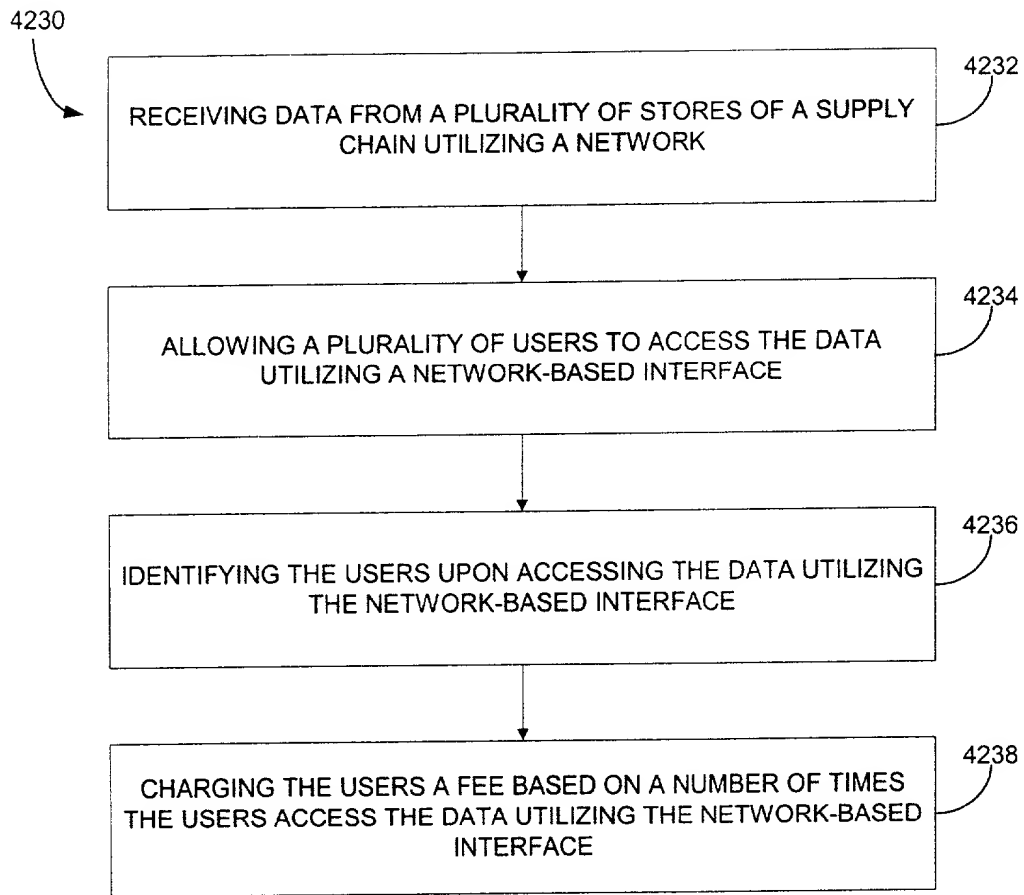 4230
4232
RECEIVING DATA FROM A PLURALITY OF STORES OF A SUPPLY
CHAIN UTILIZING A NETWORK
4234
ALLOWING A PLURALITY OF USERS TO ACCESS THE DATA
UTILIZING A NETWORK-BASED INTERFACE
4236
IDENTIFYING THE USERS UPON ACCESSING THE DATA UTILIZING
THE NETWORK-BASED INTERFACE
4238
CHARGING THE USERS A FEE BASED ON A NUMBER OF TIMES
THE USERS ACCESS THE DATA UTILIZING THE NETWORK-BASED
INTERFACE